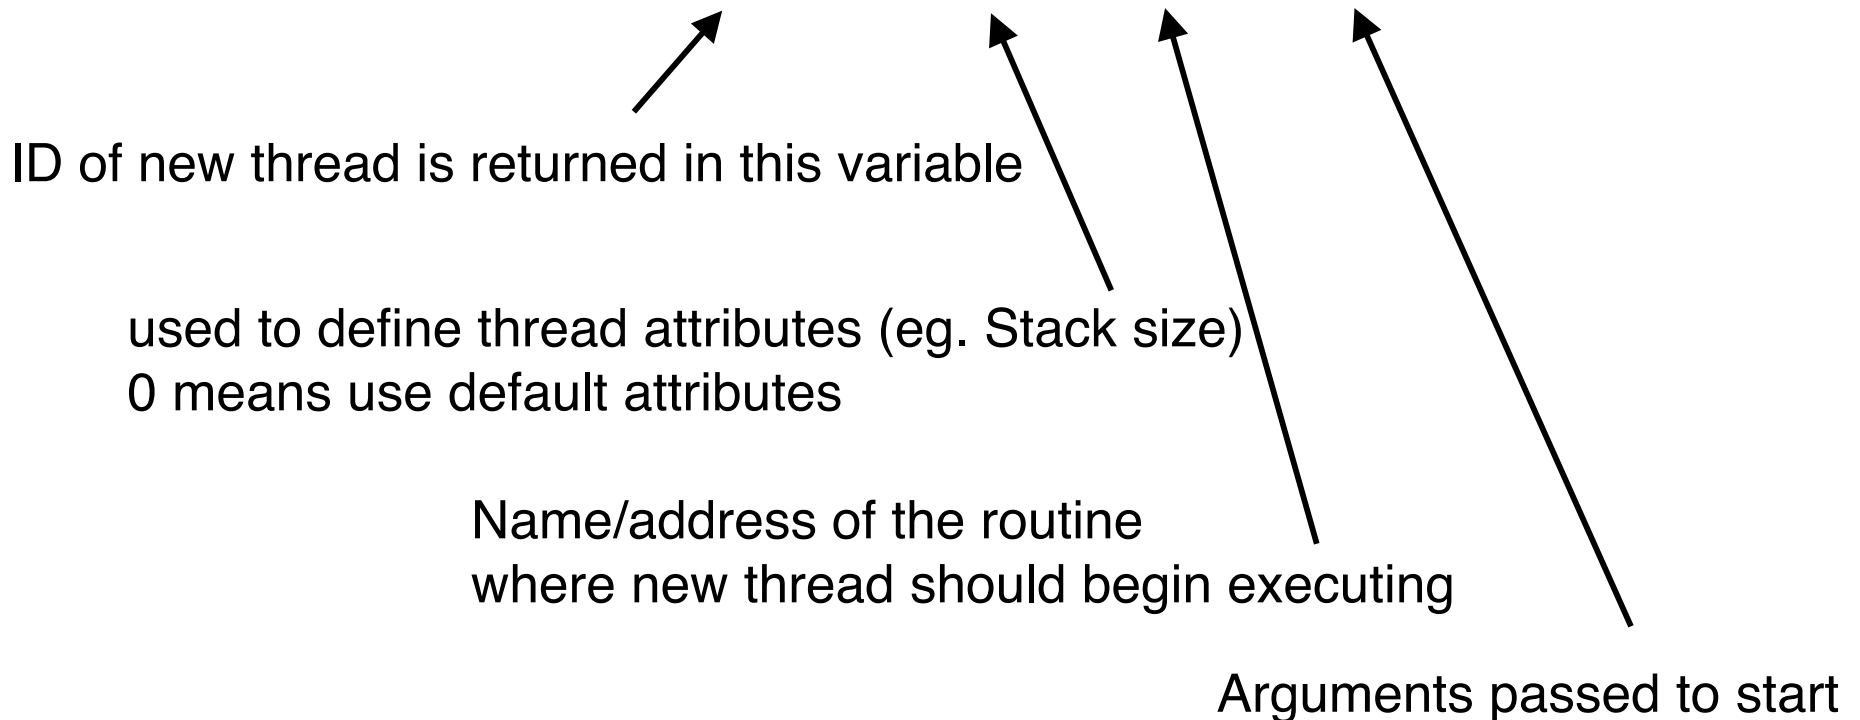 ID of new thread is returned in this variable
used to define thread attributes (eg. Stack size)
0 means use default attributes
Name/address of the routine
where new thread should begin executing
Arguments passed to start